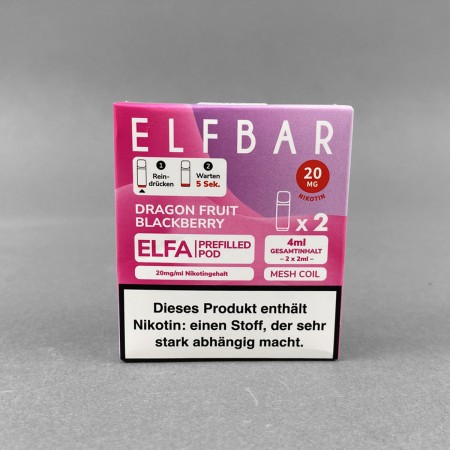 ELFBAR
1
Rein-
drücken
2
Warten
5 Sek.
20
MG
NIKOTIN
DRAGON FRUIT
BLACKBERRY
x 2
ELFA PREFILLED
POD
4ml
GESAMTINHALT
– 2 x 2ml –
20mg/ml Nikotingehalt
MESH COIL
Dieses Produkt enthält
Nikotin: einen Stoff, der sehr
stark abhängig macht.